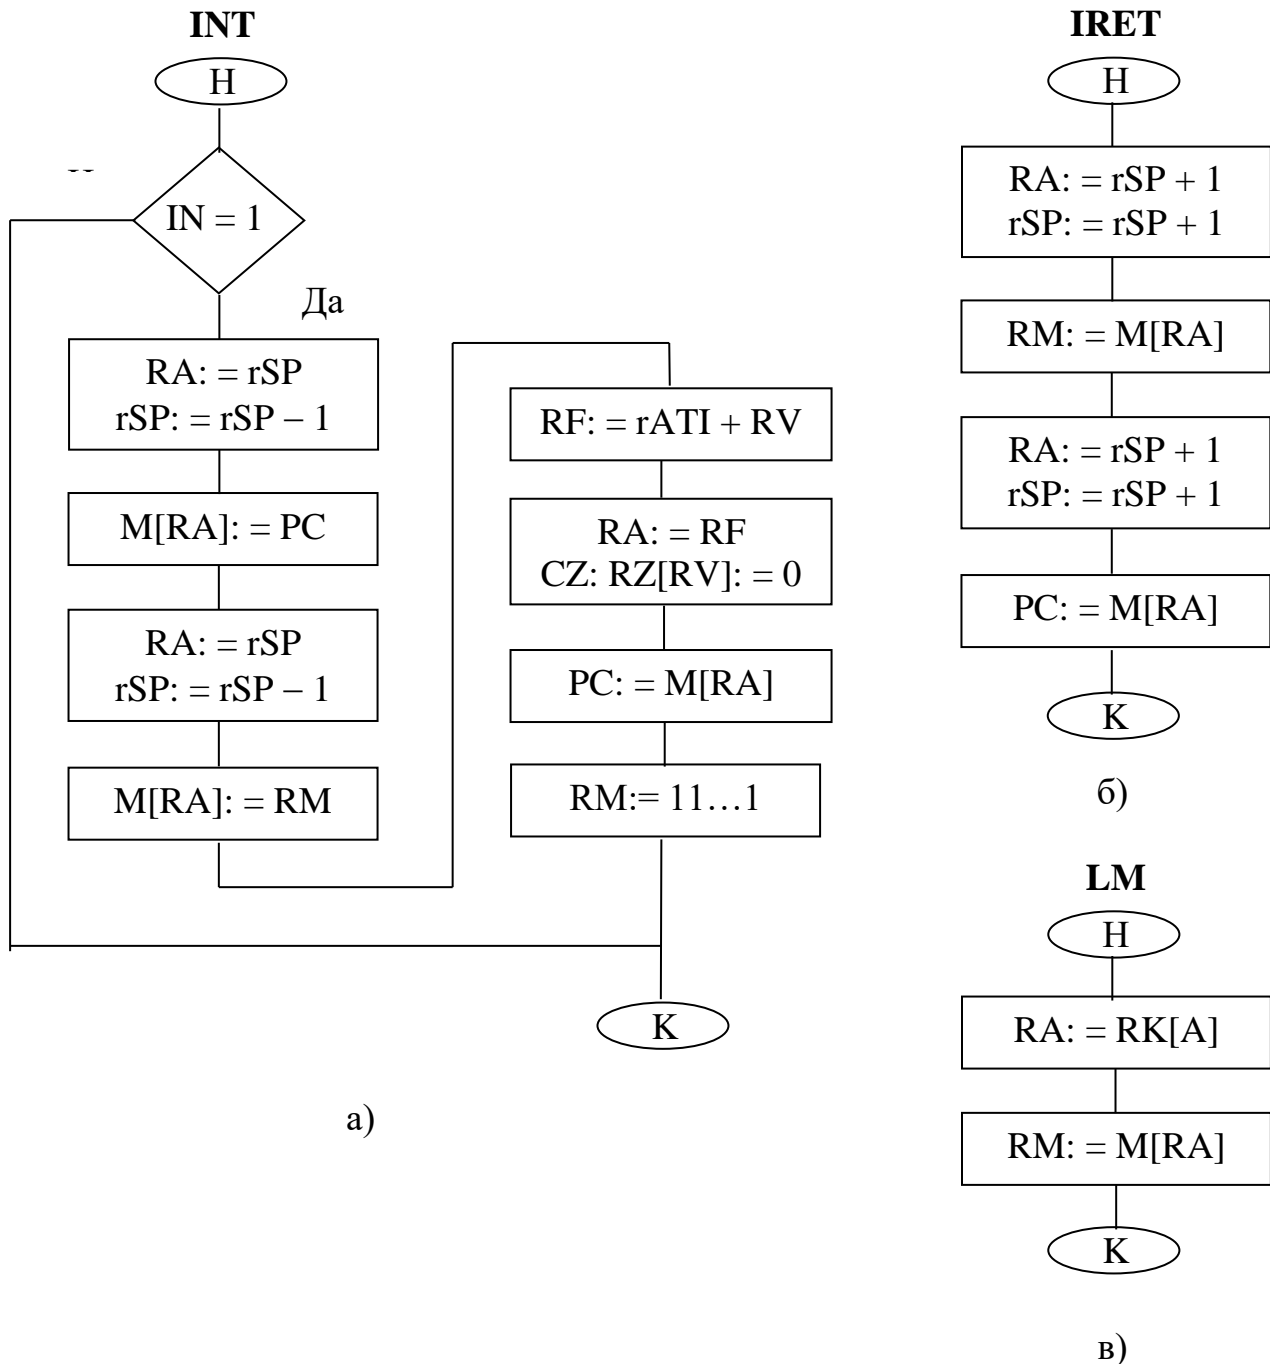 INT
Н
IN = 1
Да
RA: = rSP
rSP: = rSP – 1
M[RA]: = PC
RA: = rSP
rSP: = rSP – 1
M[RA]: = RM
RF: = rATI + RV
RA: = RF
CZ: RZ[RV]: = 0
PC: = M[RA]
RM:= 11…1
К
а)
IRET
Н
RA: = rSP + 1
rSP: = rSP + 1
RM: = M[RA]
RA: = rSP + 1
rSP: = rSP + 1
PC: = M[RA]
К
б)
LM
Н
RA: = RK[A]
RM: = M[RA]
К
в)